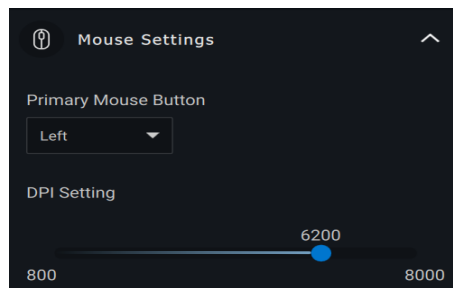 Mouse Settings
Primary Mouse Button
Left
DPI Setting
6200
800 8000